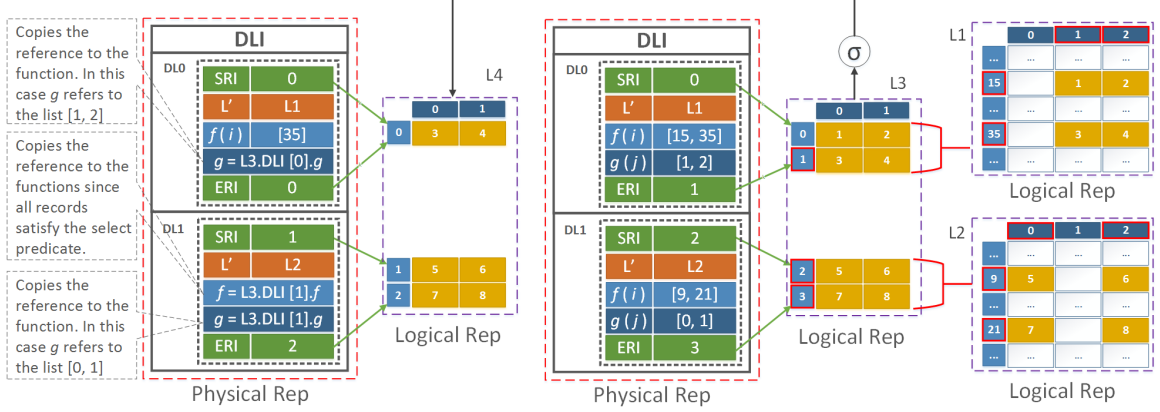 Copies the
reference to the
function. In this
case g refers to
the list [1, 2]
Copies the
reference to the
functions since
all records
satisfy the select
predicate.
Copies the
reference to the
function. In this
case g refers to
the list [0, 1]
DLI
DL0
SRI 0
L’ L1
f ( i ) [35]
g = L3.DLI [0].g
ERI 0
DL1
SRI 1
L’ L2
f = L3.DLI [1].f
g = L3.DLI [1].g
ERI 2
Physical Rep
L4
0 1
0 3 4
1 5 6
2 7 8
Logical Rep
DLI
DL0
SRI 0
L’ L1
f ( i ) [15, 35]
g ( j ) [1, 2]
ERI 1
DL1
SRI 2
L’ L2
f ( i ) [9, 21]
g ( j ) [0, 1]
ERI 3
Physical Rep
σ
L3
0 1
0 1 2
1 3 4
2 5 6
3 7 8
Logical Rep
L1
0 1 2
... ... ... ...
15 1 2
... ... ... ...
35 3 4
... ... ... ...
Logical Rep
L2
0 1 2
... ... ... ...
9 5 6
... ... ... ...
21 7 8
... ... ... ...
Logical Rep